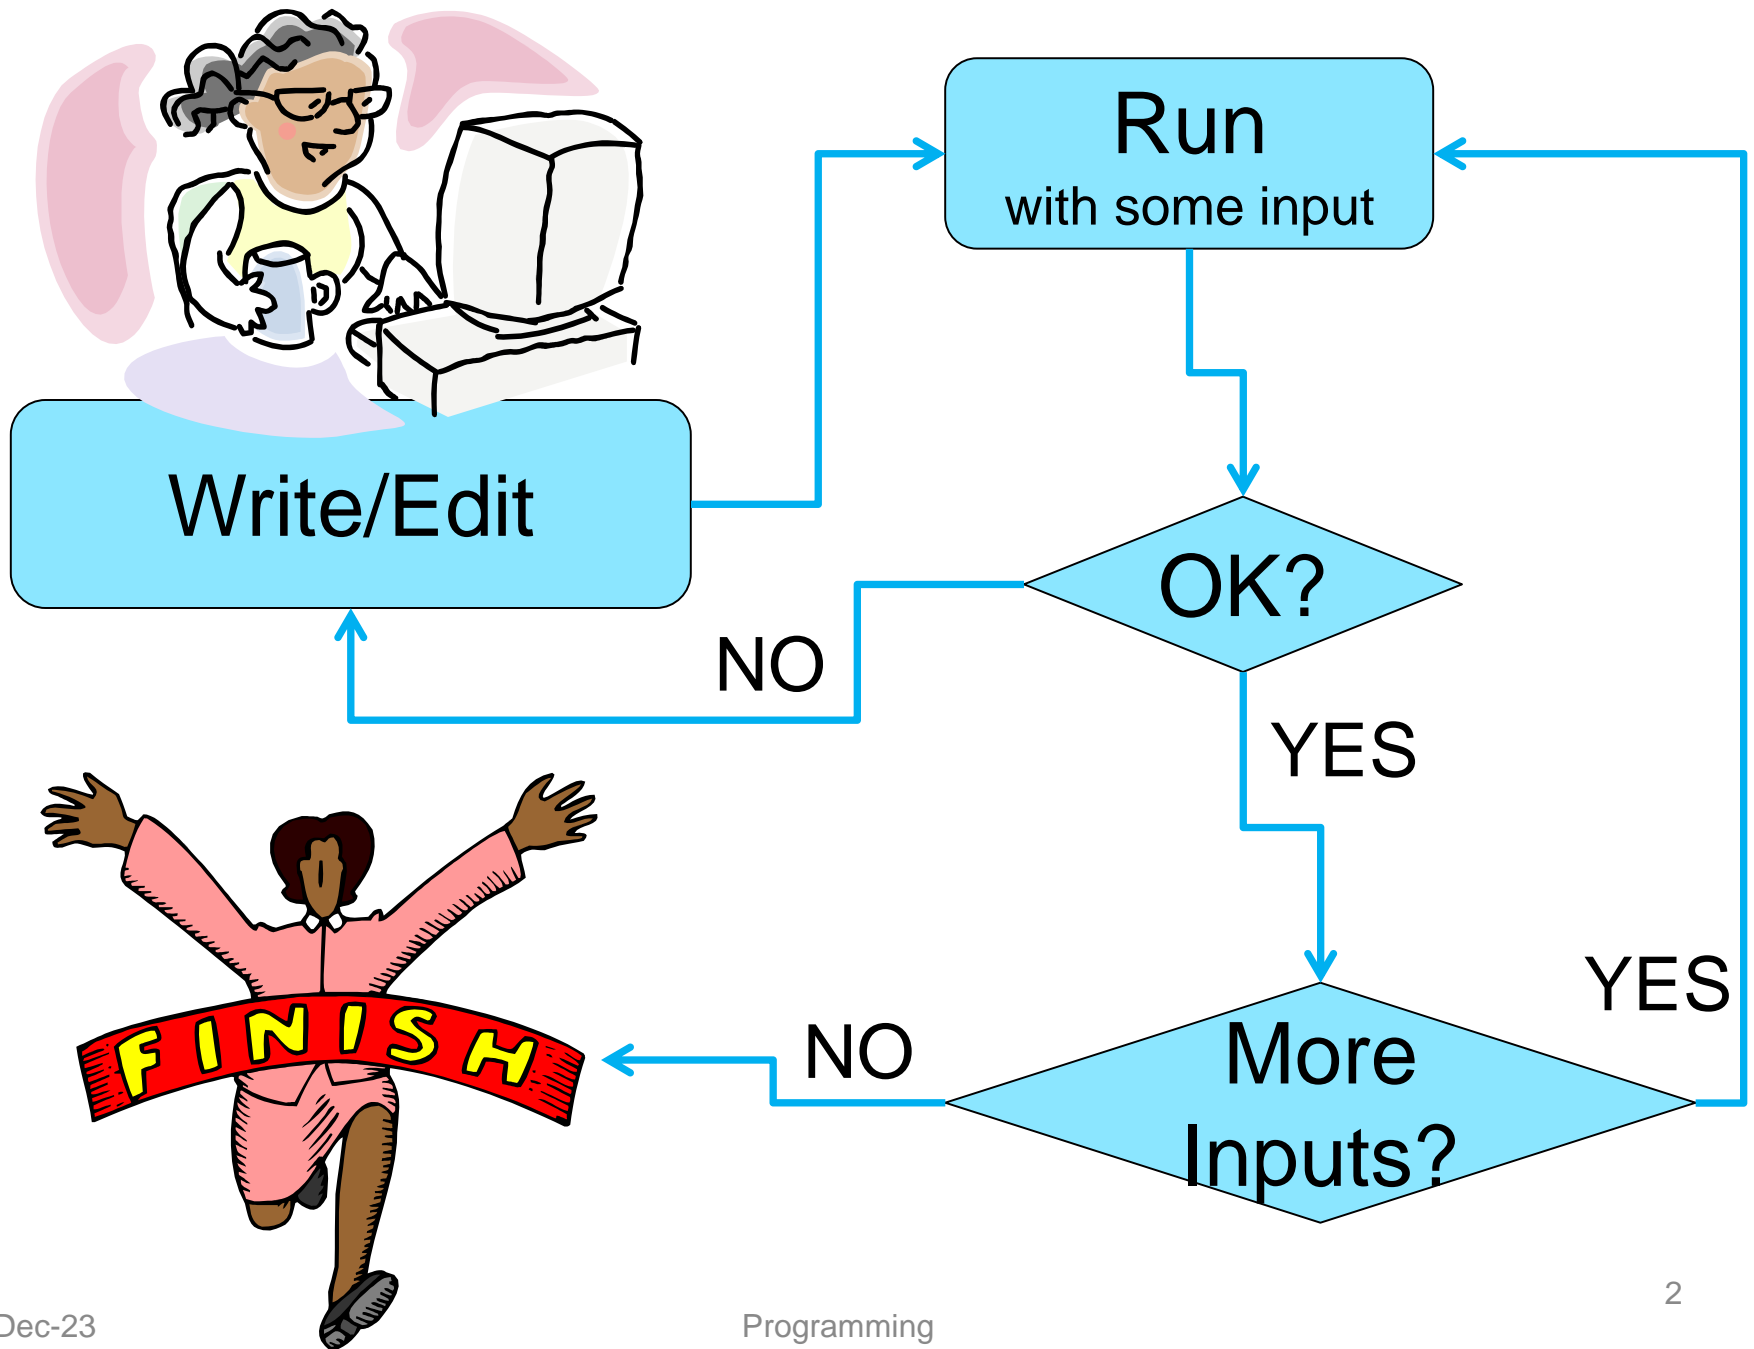 Run
with some input
Write/Edit
OK?
NO
YES
FINISH
NO
More
Inputs?
YES
Dec-23
Programming
2